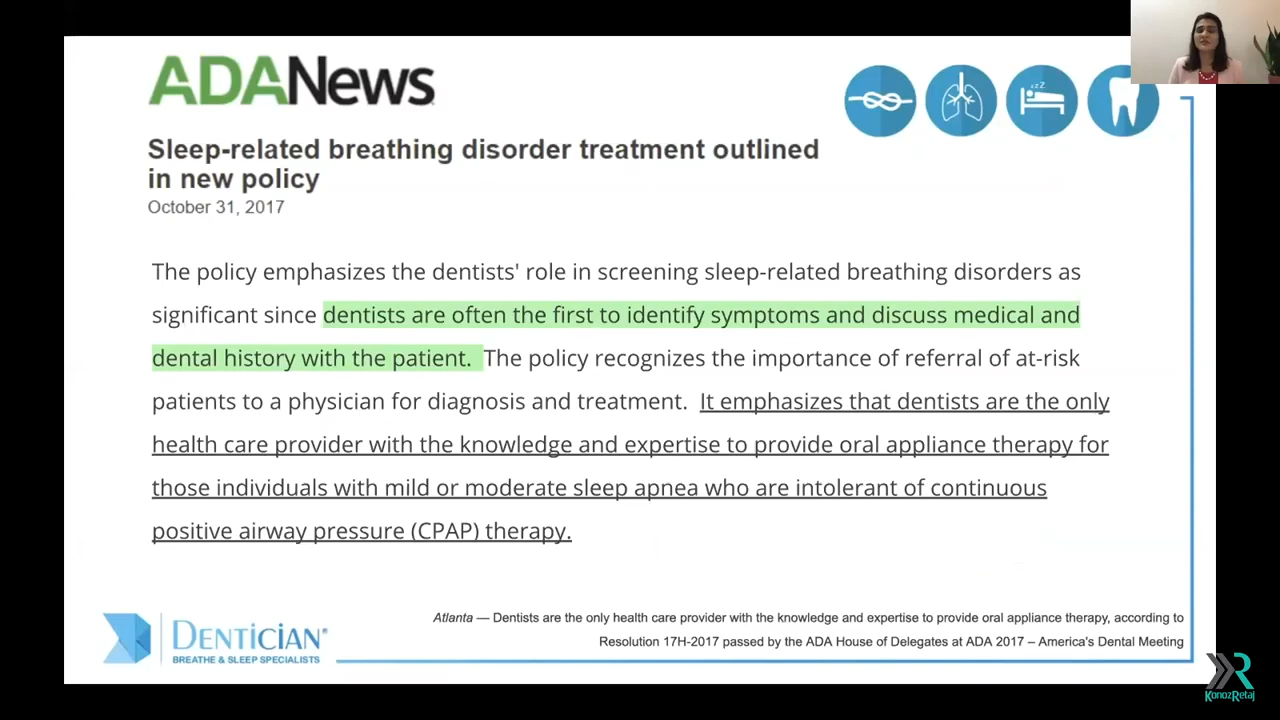 ADANews
Sleep-related breathing disorder treatment outlined
in new policy
October 31, 2017
zzZ
The policy emphasizes the dentists' role in screening sleep-related breathing disorders as
significant since dentists are often the first to identify symptoms and discuss medical and
dental history with the patient. The policy recognizes the importance of referral of at-risk
patients to a physician for diagnosis and treatment. It emphasizes that dentists are the only
health care provider with the knowledge and expertise to provide oral appliance therapy for
those individuals with mild or moderate sleep apnea who are intolerant of continuous
positive airway pressure (CPAP) therapy.
Atlanta — Dentists are the only health care provider with the knowledge and expertise to provide oral appliance therapy, according to
Resolution 17H-2017 passed by the ADA House of Delegates at ADA 2017 – America's Dental Meeting
DENTICIAN®
BREATHE & SLEEP SPECIALISTS
R
KonozRetaj